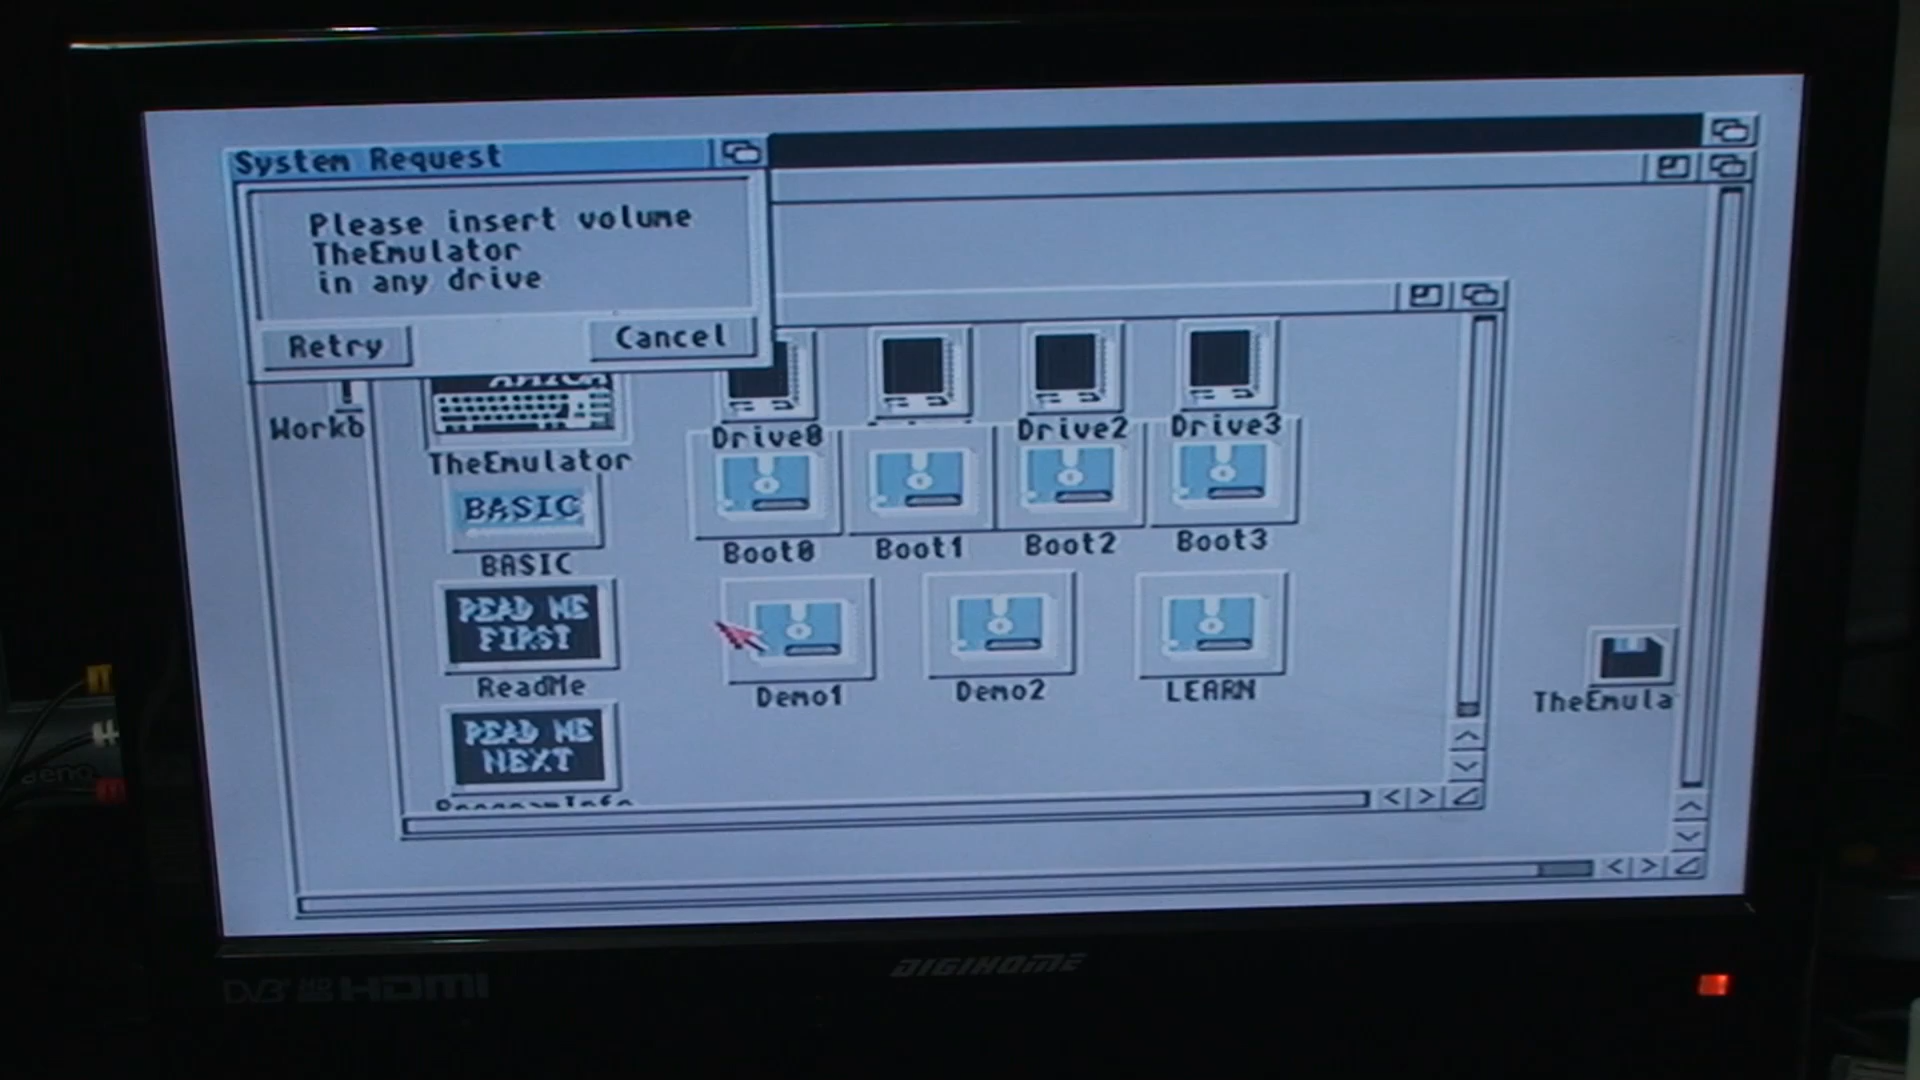 System Request
Please insert volume
TheEmulator
in any drive
Retry
Cancel
Workb
TheEmulator
Drive0
Drive2
Drive3
BASIC
BASIC
Boot0
Boot1
Boot2
Boot3
READ ME
FIRST
ReadMe
Demo1
Demo2
LEARN
TheEmula
READ ME
NEXT
ProgramInfo
DIGIHOME
DVB HD HDMI